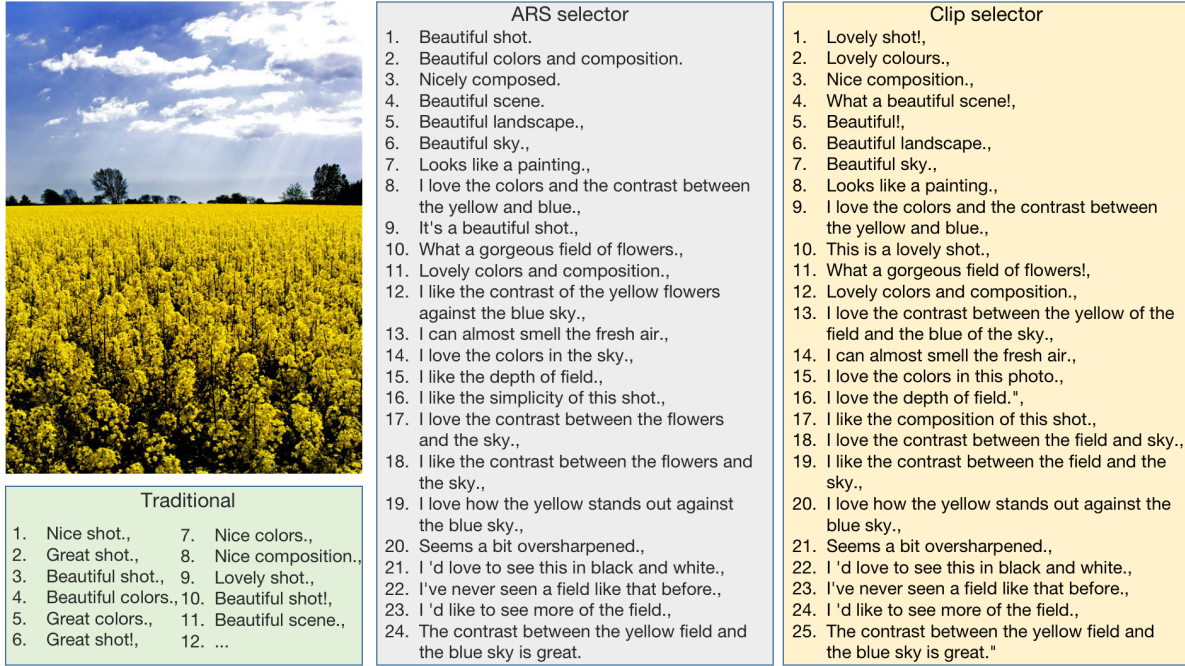 Traditional
1. Nice shot.,
2. Great shot.,
3. Beautiful shot.,
4. Beautiful colors.,
5. Great colors.,
6. Great shot!,
7. Nice colors.,
8. Nice composition.,
9. Lovely shot.,
10. Beautiful shot!,
11. Beautiful scene.,
12. ...
ARS selector
1. Beautiful shot.
2. Beautiful colors and composition.
3. Nicely composed.
4. Beautiful scene.
5. Beautiful landscape.,
6. Beautiful sky.,
7. Looks like a painting.,
8. I love the colors and the contrast between
the yellow and blue.,
9. It's a beautiful shot.,
10. What a gorgeous field of flowers.,
11. Lovely colors and composition.,
12. I like the contrast of the yellow flowers
against the blue sky.,
13. I can almost smell the fresh air.,
14. I love the colors in the sky.,
15. I like the depth of field.,
16. I like the simplicity of this shot.,
17. I love the contrast between the flowers
and the sky.,
18. I like the contrast between the flowers and
the sky.,
19. I love how the yellow stands out against
the blue sky.,
20. Seems a bit oversharpened.,
21. I 'd love to see this in black and white.,
22. I've never seen a field like that before.,
23. I 'd like to see more of the field.,
24. The contrast between the yellow field and
the blue sky is great.
Clip selector
1. Lovely shot!,
2. Lovely colours.,
3. Nice composition.,
4. What a beautiful scene!,
5. Beautiful!,
6. Beautiful landscape.,
7. Beautiful sky.,
8. Looks like a painting.,
9. I love the colors and the contrast between
the yellow and blue.,
10. This is a lovely shot.,
11. What a gorgeous field of flowers!,
12. Lovely colors and composition.,
13. I love the contrast between the yellow of the
field and the blue of the sky.,
14. I can almost smell the fresh air.,
15. I love the colors in this photo.,
16. I love the depth of field.",
17. I like the composition of this shot.,
18. I love the contrast between the field and sky.,
19. I like the contrast between the field and the
sky.,
20. I love how the yellow stands out against the
blue sky.,
21. Seems a bit oversharpened.,
22. I 'd love to see this in black and white.,
23. I've never seen a field like that before.,
24. I 'd like to see more of the field.,
25. The contrast between the yellow field and
the blue sky is great."